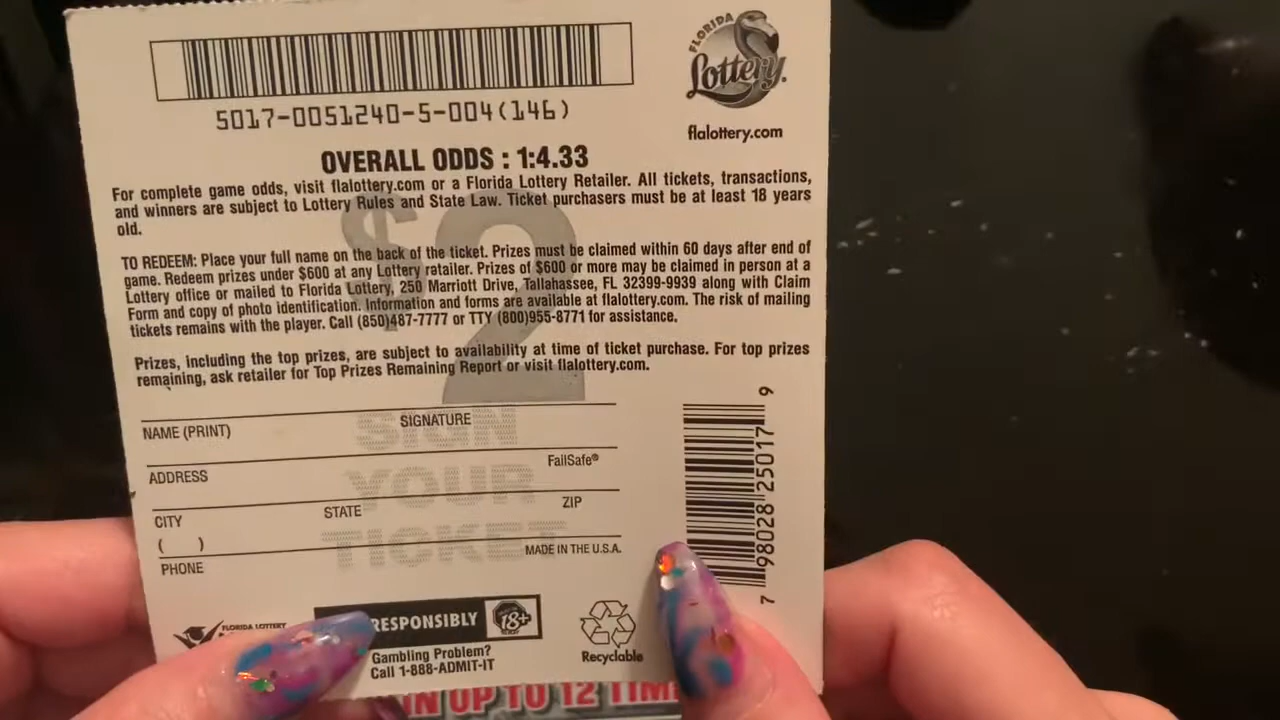 FLORIDA
Lottery.
flalottery.com
5017-0051240-5-004(146)
OVERALL ODDS : 1:4.33
For complete game odds, visit flalottery.com or a Florida Lottery Retailer. All tickets, transactions,
and winners are subject to Lottery Rules and State Law. Ticket purchasers must be at least 18 years
old.
$2
TO REDEEM: Place your full name on the back of the ticket. Prizes must be claimed within 60 days after end of
game. Redeem prizes under $600 at any Lottery retailer. Prizes of $600 or more may be claimed in person at a
Lottery office or mailed to Florida Lottery, 250 Marriott Drive, Tallahassee, FL 32399-9939 along with Claim
Form and copy of photo identification. Information and forms are available at flalottery.com. The risk of mailing
tickets remains with the player. Call (850)487-7777 or TTY (800)955-8771 for assistance.
Prizes, including the top prizes, are subject to availability at time of ticket purchase. For top prizes
remaining, ask retailer for Top Prizes Remaining Report or visit flalottery.com.
SIGN
YOUR
TICKET
NAME (PRINT) SIGNATURE
ADDRESS FailSafe®
CITY STATE ZIP
( ) MADE IN THE U.S.A.
PHONE
7 98028 25017 9
FLORIDA LOTTERY
RESPONSIBLY 18+
Gambling Problem?
Call 1-888-ADMIT-IT
Recyclable
UP TO 12